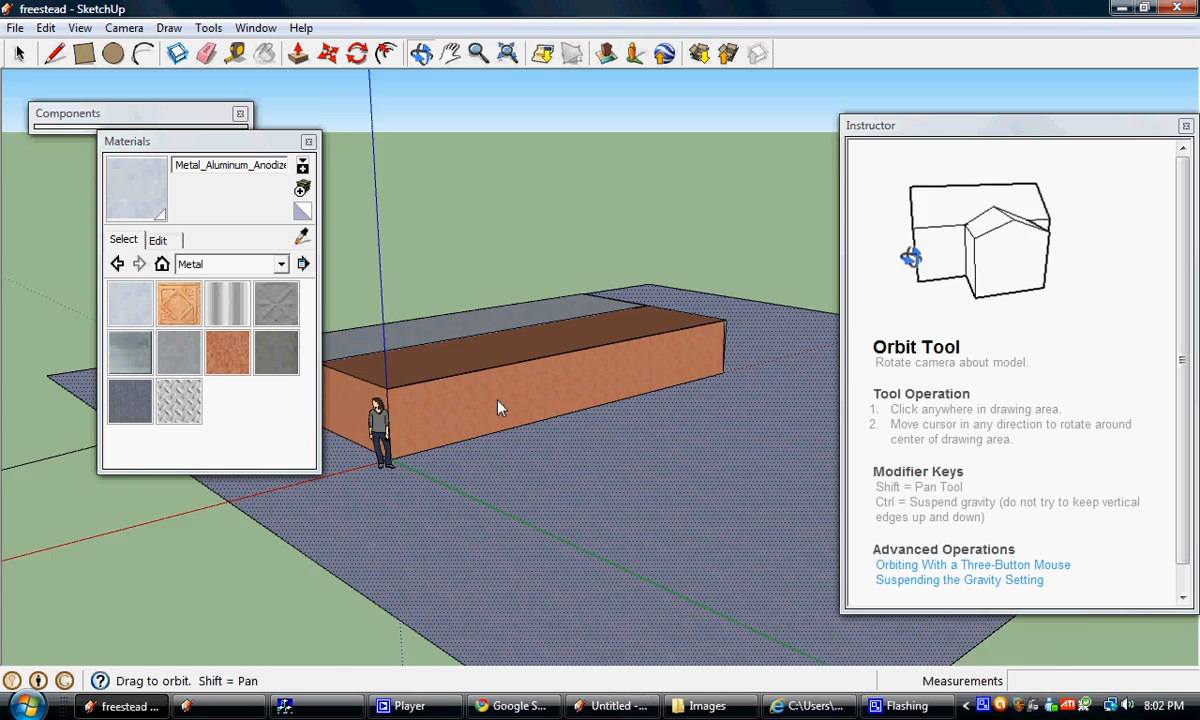 freestead - SketchUp
File Edit View Camera Draw Tools Window Help
Components
Materials
Metal_Aluminum_Anodize
Select Edit
Metal
Instructor
Orbit Tool
Rotate camera about model.
Tool Operation
1. Click anywhere in drawing area.
2. Move cursor in any direction to rotate around
center of drawing area.
Modifier Keys
Shift = Pan Tool
Ctrl = Suspend gravity (do not try to keep vertical
edges up and down)
Advanced Operations
Orbiting With a Three-Button Mouse
Suspending the Gravity Setting
Drag to orbit. Shift = Pan
Measurements
freestead ... Player Google S... Untitled -... Images C:\Users\... Flashing 8:02 PM